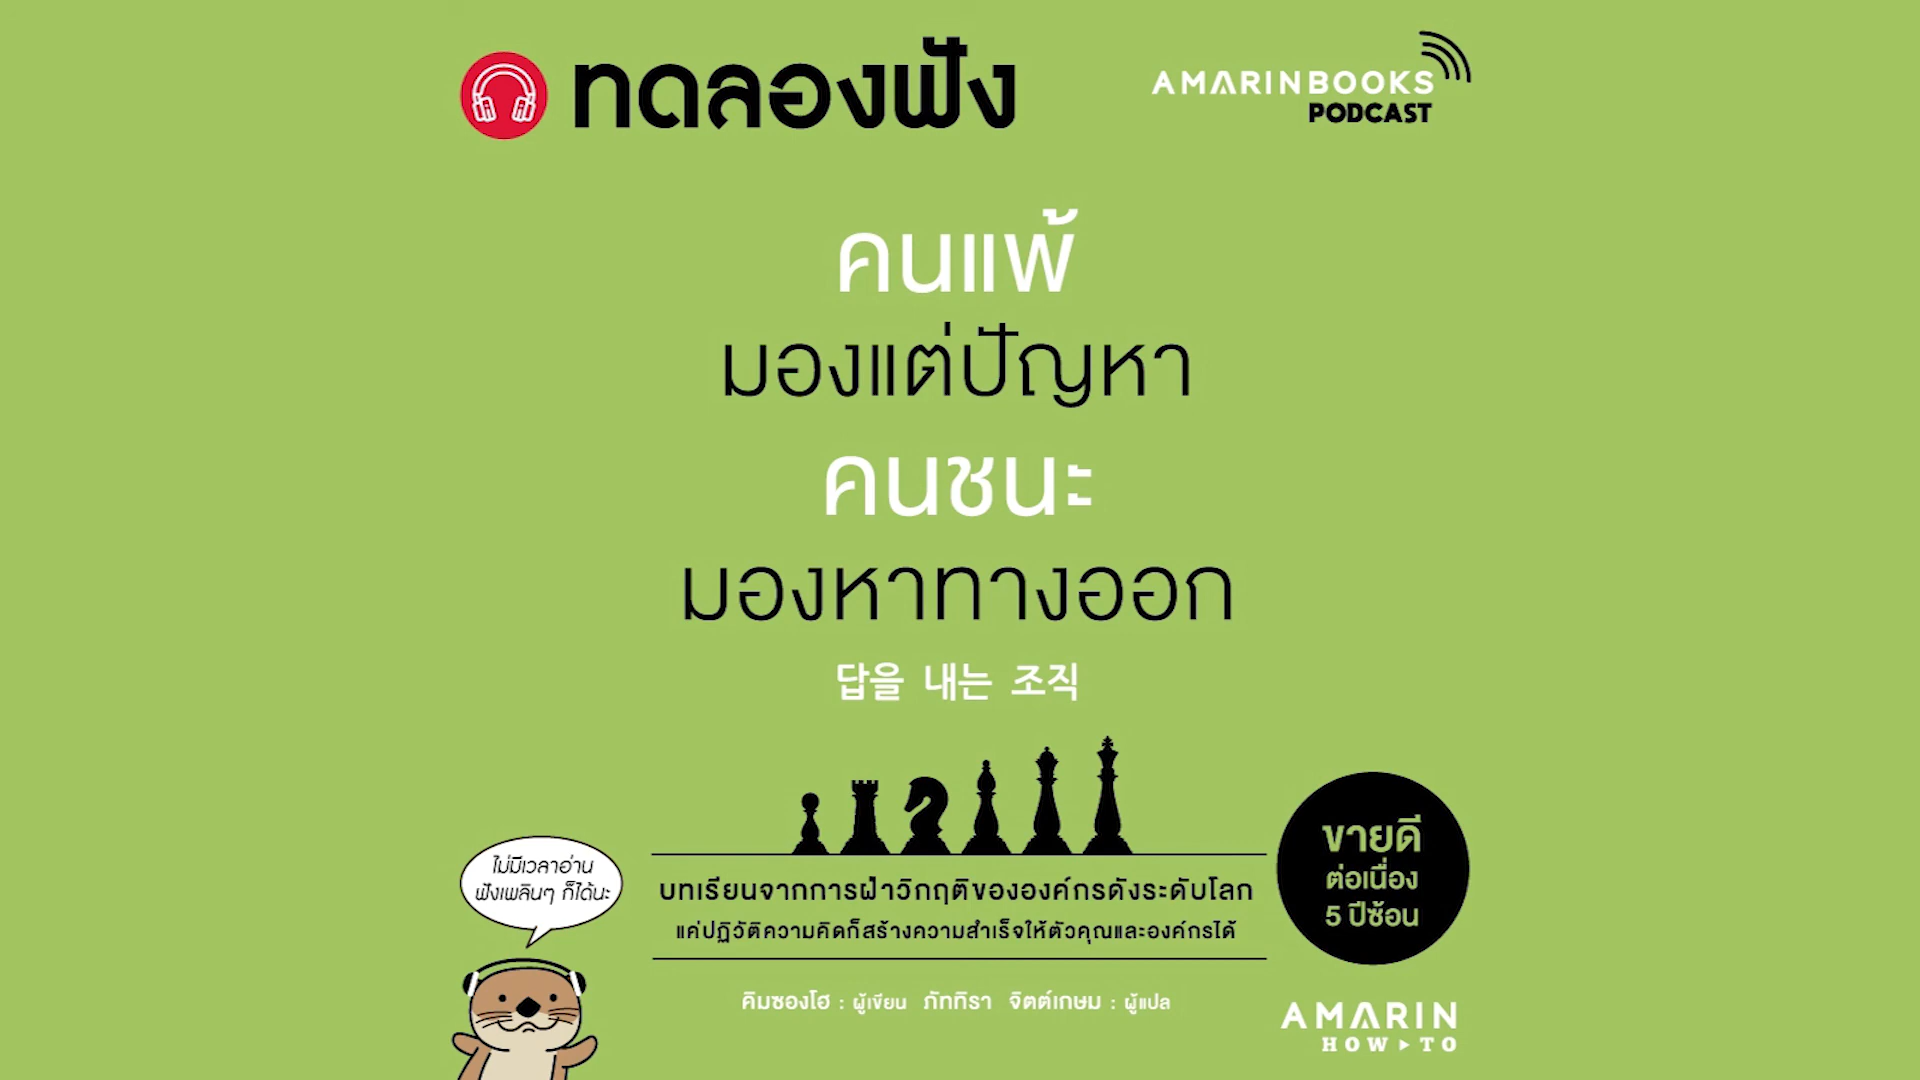 ทดลองฟัง
AMARINBOOKS
PODCAST
คนแพ้
มองแต่ปัญหา
คนชนะ
มองหาทางออก
답을 내는 조직
บทเรียนจากการฝ่าวิกฤติขององค์กรดังระดับโลก
แค่ปฏิวัติความคิดก็สร้างความสำเร็จให้ตัวคุณและองค์กรได้
ขายดี
ต่อเนื่อง
5 ปีซ้อน
ไม่มีเวลาอ่าน
ฟังเพลินๆ ก็ได้นะ
คิมซองโฮ : ผู้เขียน ภัททิรา จิตต์เกษม : ผู้แปล
AMARIN
HOW TO